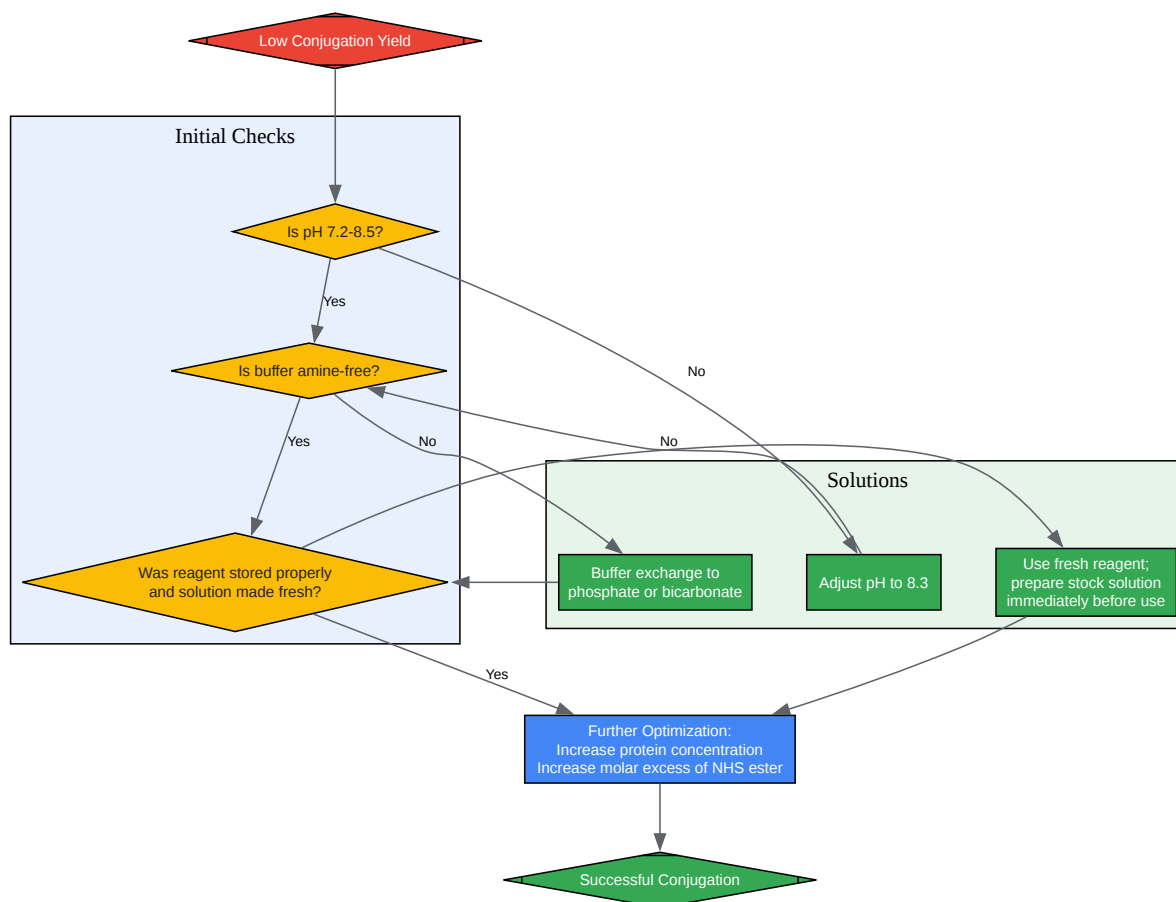 Low Conjugation Yield
Initial Checks
Is pH 7.2-8.5?
Yes
No
Is buffer amine-free?
Yes
No
No
Solutions
Was reagent stored properly
and solution made fresh?
Buffer exchange to
phosphate or bicarbonate
Adjust pH to 8.3
Use fresh reagent;
prepare stock solution
immediately before use
Yes
Further Optimization:
Increase protein concentration
Increase molar excess of NHS ester
Successful Conjugation